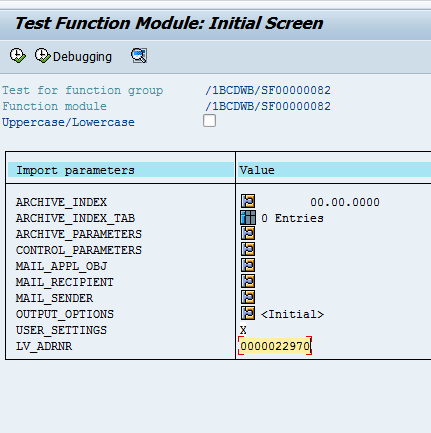 Test Function Module: Initial Screen
Debugging
Test for function group /1BCDWB/SF00000082
Function module /1BCDWB/SF00000082
Uppercase/Lowercase
Import parameters Value
ARCHIVE_INDEX 00.00.0000
ARCHIVE_INDEX_TAB 0 Entries
ARCHIVE_PARAMETERS
CONTROL_PARAMETERS
MAIL_APPL_OBJ
MAIL_RECIPIENT
MAIL_SENDER
OUTPUT_OPTIONS <Initial>
USER_SETTINGS X
LV_ADRNR 0000022970